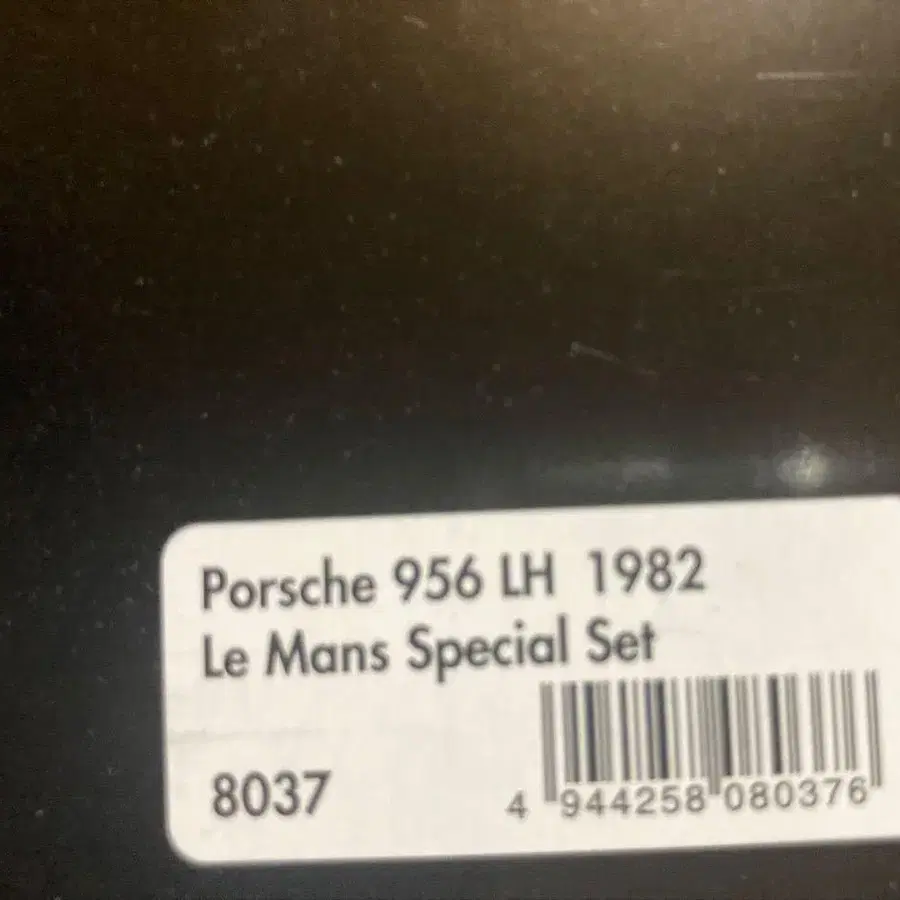 Porsche 956 LH 1982
Le Mans Special Set
8037
4 944258 080376